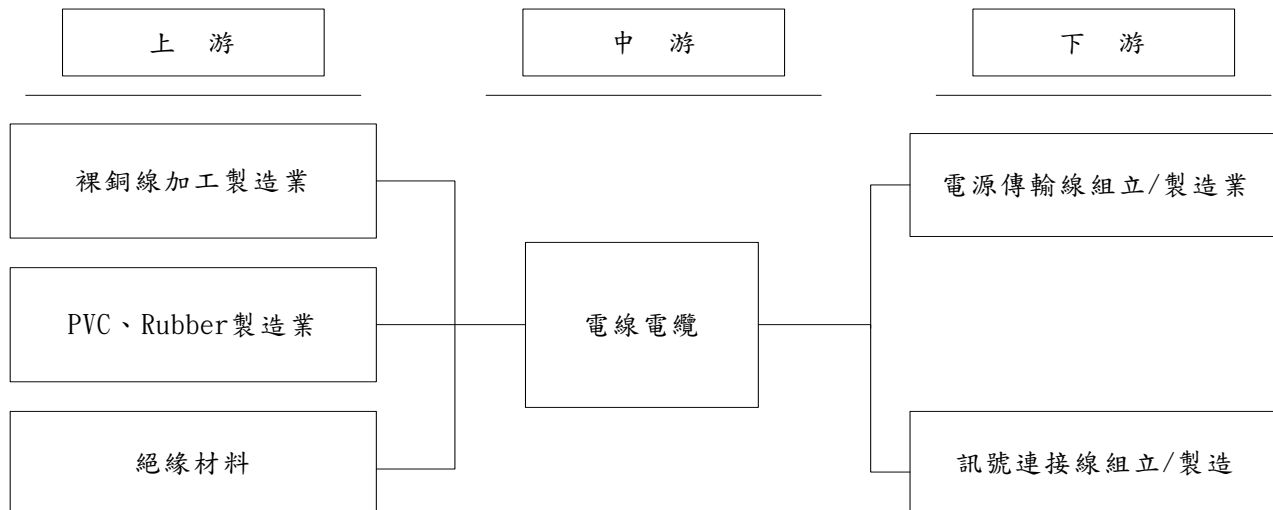 上 游
中 游
下 游
裸銅線加工製造業
電源傳輸線組立/製造業
PVC、Rubber製造業
電線電纜
絕緣材料
訊號連接線組立/製造